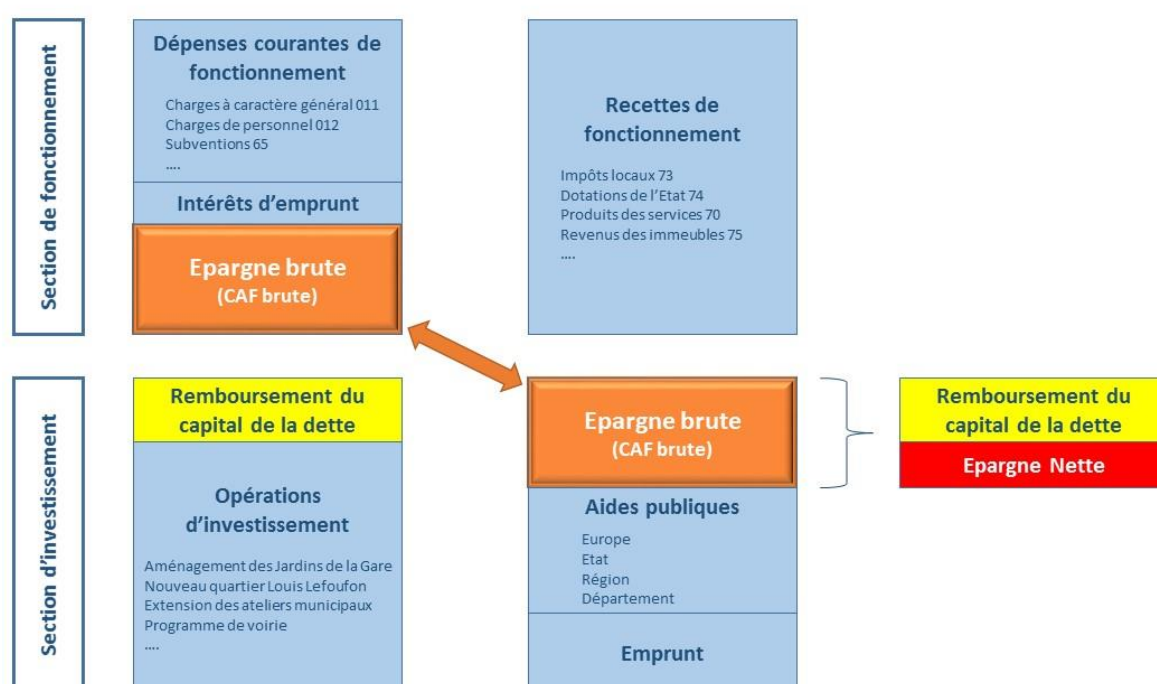 Section de fonctionnement
Dépenses courantes de
fonctionnement
Charges à caractère général 011
Charges de personnel 012
Subventions 65
....
Intérêts d'emprunt
Epargne brute
(CAF brute)
Recettes de
fonctionnement
Impôts locaux 73
Dotations de l'Etat 74
Produits des services 70
Revenus des immeubles 75
....
Section d'investissement
Remboursement du
capital de la dette
Opérations
d'investissement
Aménagement des Jardins de la Gare
Nouveau quartier Louis Lefoufon
Extension des ateliers municipaux
Programme de voirie
....
Epargne brute
(CAF brute)
Aides publiques
Europe
Etat
Région
Département
Emprunt
Remboursement du
capital de la dette
Epargne Nette